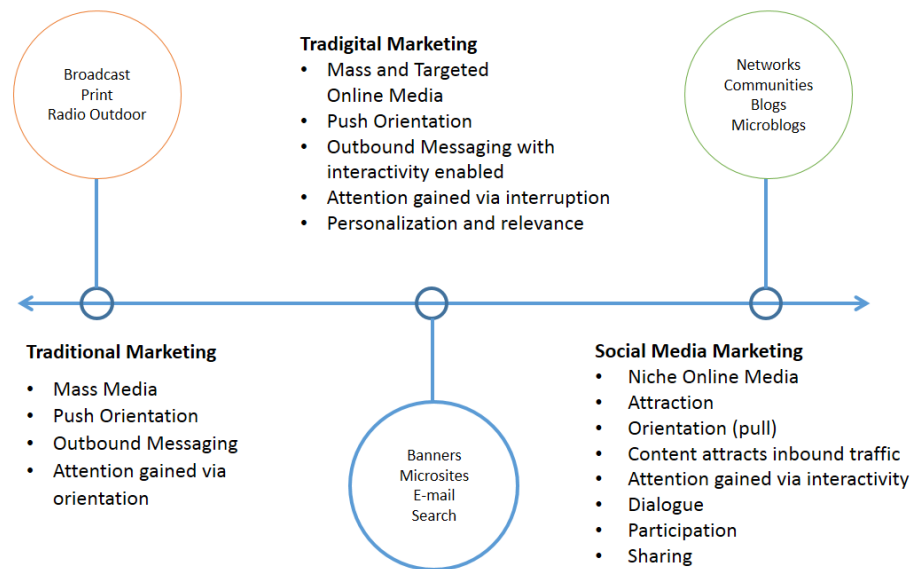 Broadcast
Print
Radio Outdoor
Tradigital Marketing
• Mass and Targeted
Online Media
• Push Orientation
• Outbound Messaging with
interactivity enabled
• Attention gained via interruption
• Personalization and relevance
Networks
Communities
Blogs
Microblogs
Traditional Marketing
• Mass Media
• Push Orientation
• Outbound Messaging
• Attention gained via
orientation
Banners
Microsites
E-mail
Search
Social Media Marketing
• Niche Online Media
• Attraction
• Orientation (pull)
• Content attracts inbound traffic
• Attention gained via interactivity
• Dialogue
• Participation
• Sharing